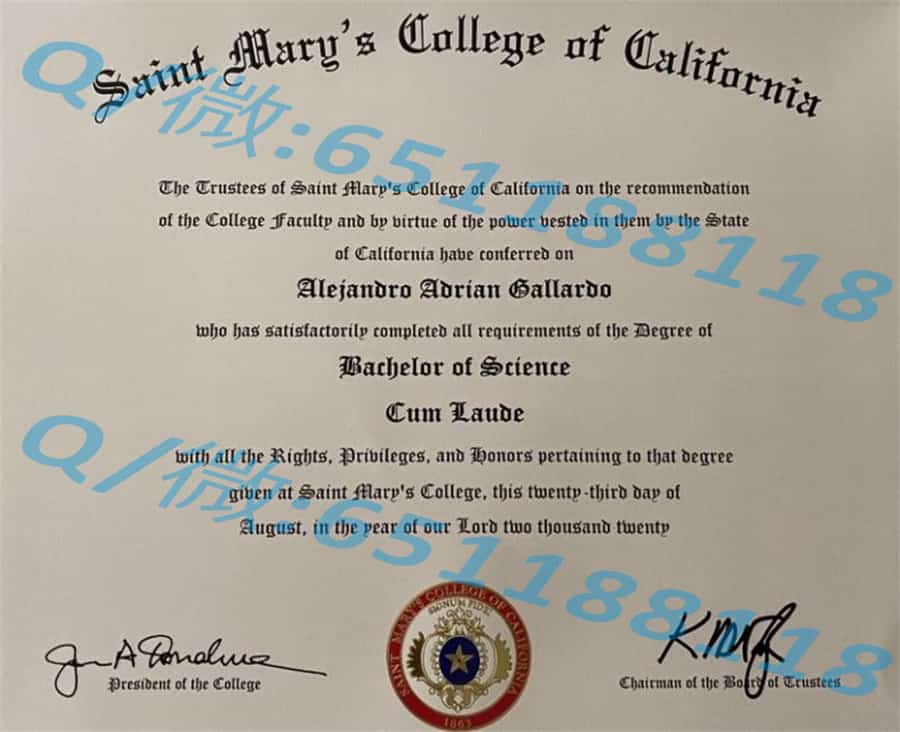 Saint Mary's College of California
Q/微:651188118
The Trustees of Saint Mary's College of California on the recommendation
of the College Faculty and by virtue of the power vested in them by the State
of California have conferred on
Alejandro Adrian Gallardo
who has satisfactorily completed all requirements of the Degree of
Bachelor of Science
Cum Laude
with all the Rights, Privileges, and Honors pertaining to that degree
given at Saint Mary's College, this twenty-third day of
August, in the year of our Lord two thousand twenty
Q/微:651188118
SAINT MARY'S COLLEGE OF CALIFORNIA
SIGNUM FIDEI
1863
President of the College
Chairman of the Board of Trustees